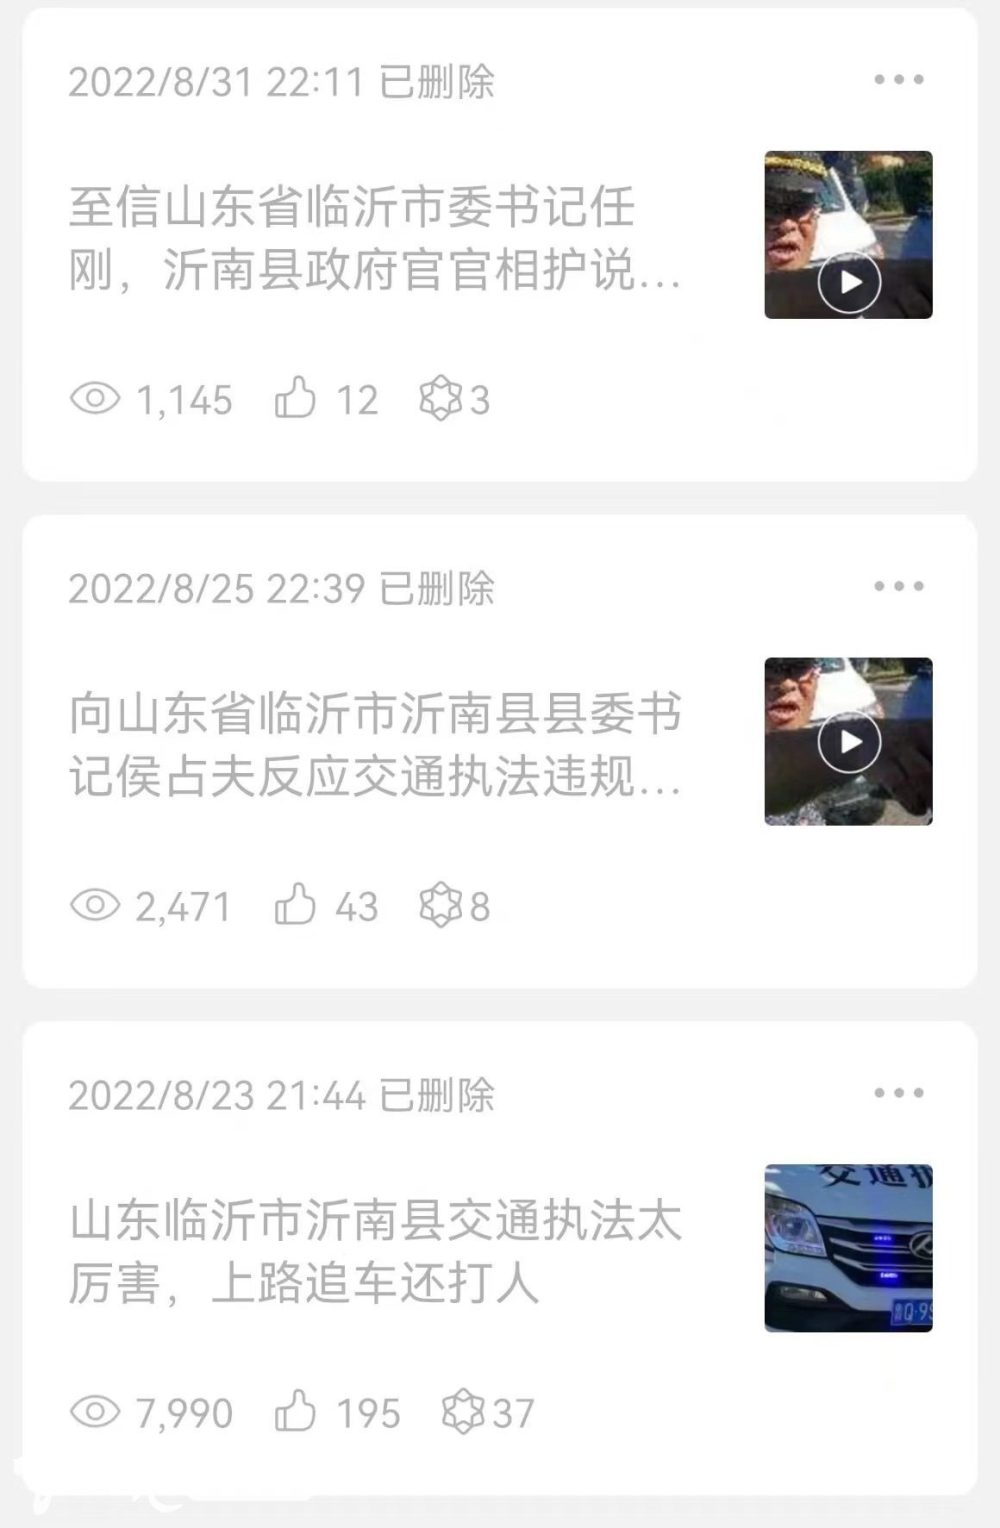 2022/8/31 22:11 已删除
至信山东省临沂市委书记任
刚，沂南县政府官官相护说...
1,145 12 3
2022/8/25 22:39 已删除
向山东省临沂市沂南县县委书
记侯占夫反应交通执法违规...
2,471 43 8
2022/8/23 21:44 已删除
山东临沂市沂南县交通执法太
厉害，上路追车还打人
交通执
Q·99
7,990 195 37